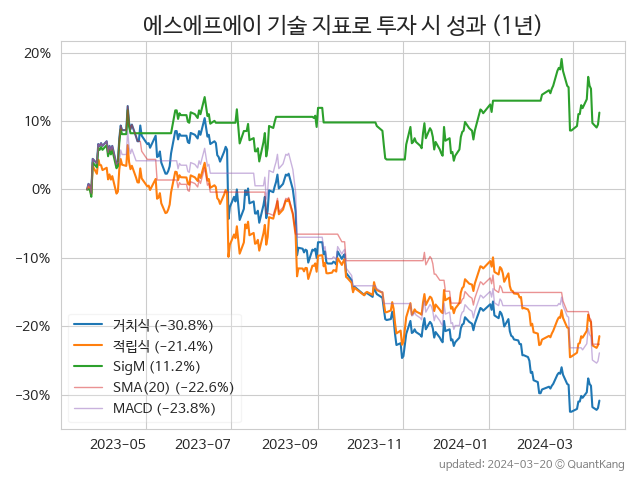 에스에프에이 기술 지표로 투자 시 성과 (1년)
20%
10%
0%
−10%
−20%
−30%
거치식 (−30.8%)
적립식 (−21.4%)
SigM (11.2%)
SMA(20) (−22.6%)
MACD (−23.8%)
2023−05
2023−07
2023−09
2023−11
2024−01
2024−03
updated: 2024−03−20 © QuantKang